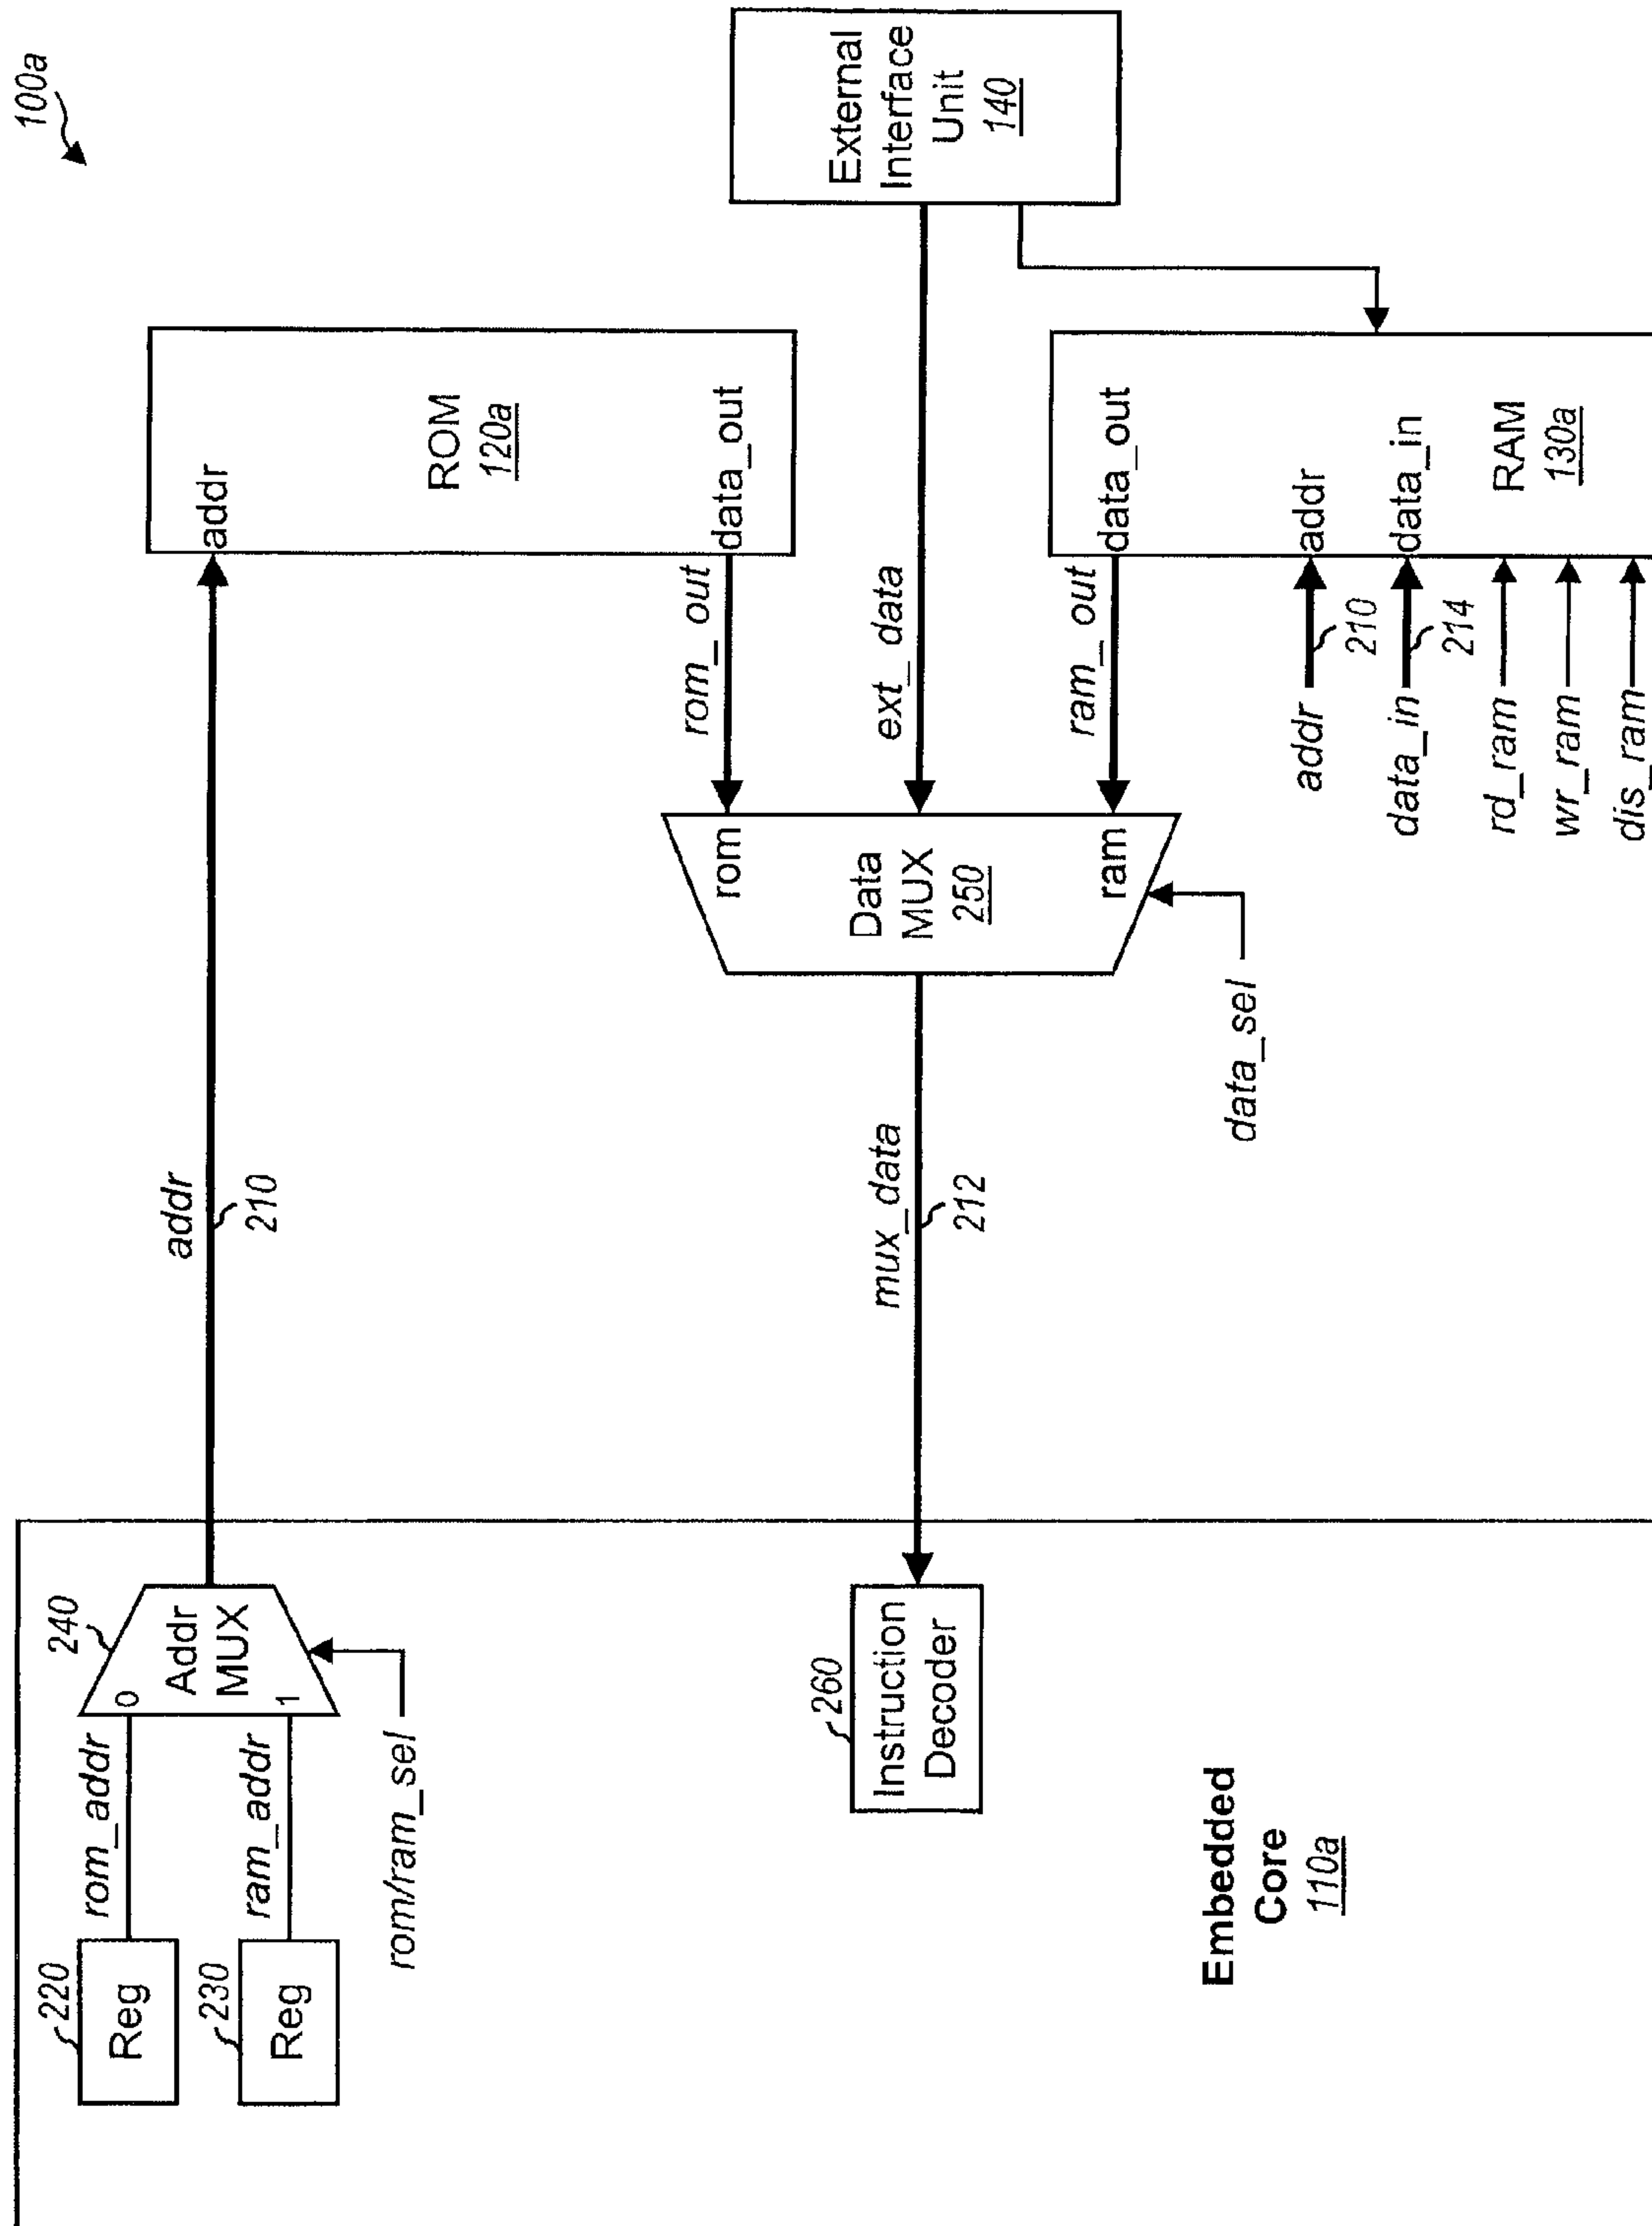 100a
220
Reg
rom_addr
0
240
Addr
MUX
230
Reg
ram_addr
1
rom/ram_sel
addr
210
addr
ROM
120a
data_out
rom_out
260
Instruction
Decoder
mux_data
212
rom
Data
MUX
250
ram
data_sel
ext_data
External
Interface
Unit
140
ram_out
data_out
addr
210
addr
data_in
214
data_in
RAM
130a
rd_ram
wr_ram
dis_ram
Embedded
Core
110a